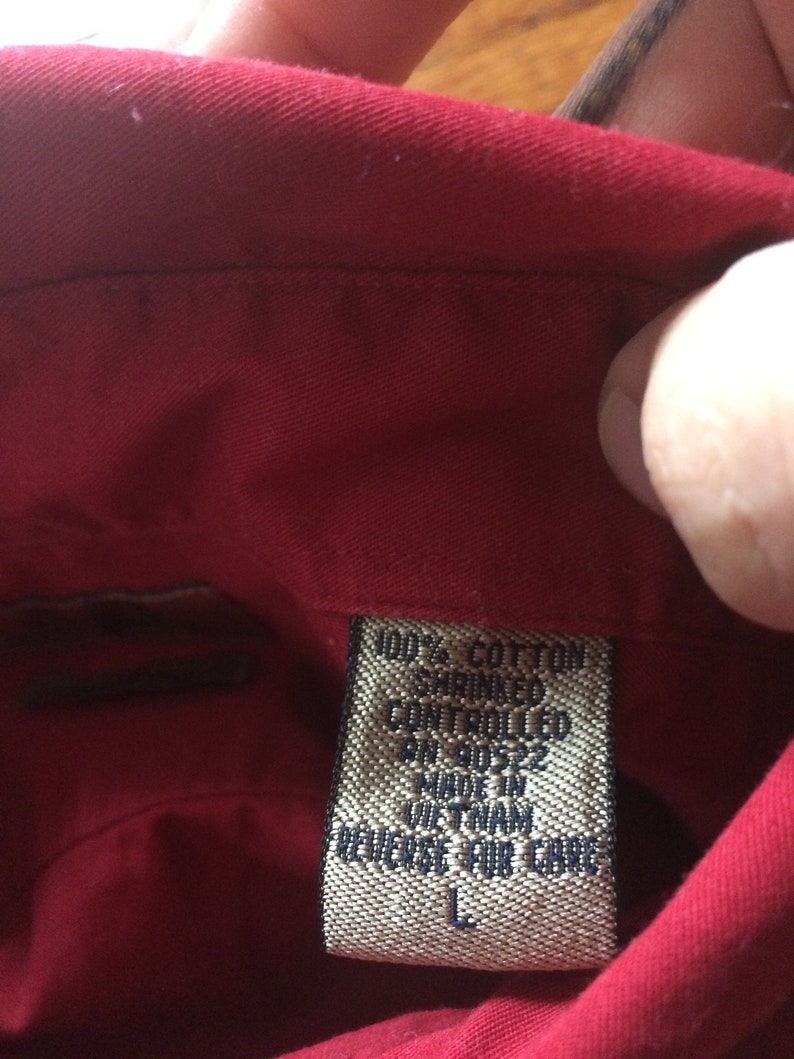 100% COTTON
SHRINKED
CONTROLLED
RN 90522
MADE IN
VIETNAM
REVERSE FOR CARE
L